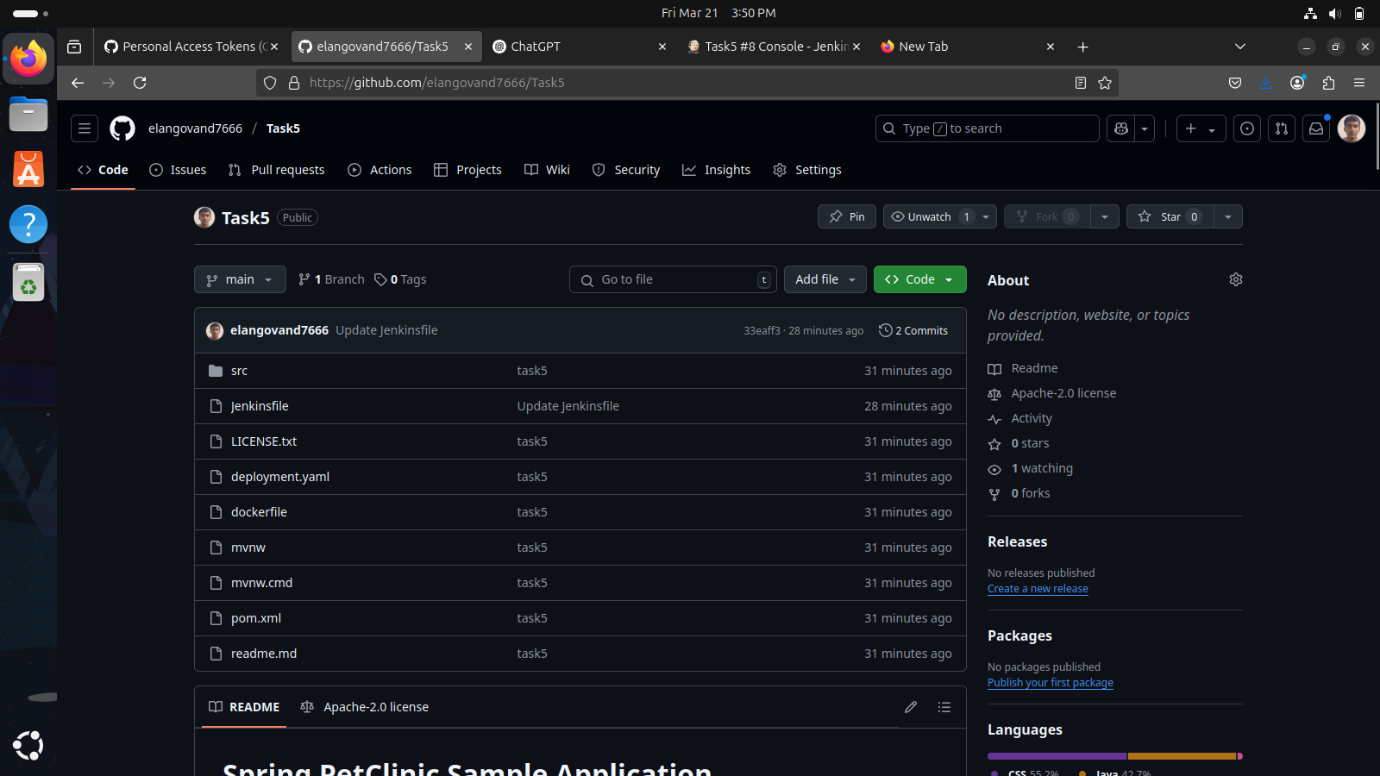 Fri Mar 21 3:50 PM
Personal Access Tokens (C
elangovand7666/Task5
ChatGPT
Task5 #8 Console - Jenkin
New Tab
https://github.com/elangovand7666/Task5
elangovand7666 / Task5
Type / to search
Code
Issues
Pull requests
Actions
Projects
Wiki
Security
Insights
Settings
Task5
Public
Pin
Unwatch 1
Fork 0
Star 0
main
1 Branch
0 Tags
Go to file t
Add file
Code
elangovand7666 Update Jenkinsfile
33eaff3 · 28 minutes ago
2 Commits
src task5 31 minutes ago
Jenkinsfile Update Jenkinsfile 28 minutes ago
LICENSE.txt task5 31 minutes ago
deployment.yaml task5 31 minutes ago
dockerfile task5 31 minutes ago
mvnw task5 31 minutes ago
mvnw.cmd task5 31 minutes ago
pom.xml task5 31 minutes ago
readme.md task5 31 minutes ago
README
Apache-2.0 license
Spring PetClinic Sample Application
About
No description, website, or topics
provided.
Readme
Apache-2.0 license
Activity
0 stars
1 watching
0 forks
Releases
No releases published
Create a new release
Packages
No packages published
Publish your first package
Languages
CSS 55.2% Java 42.7%